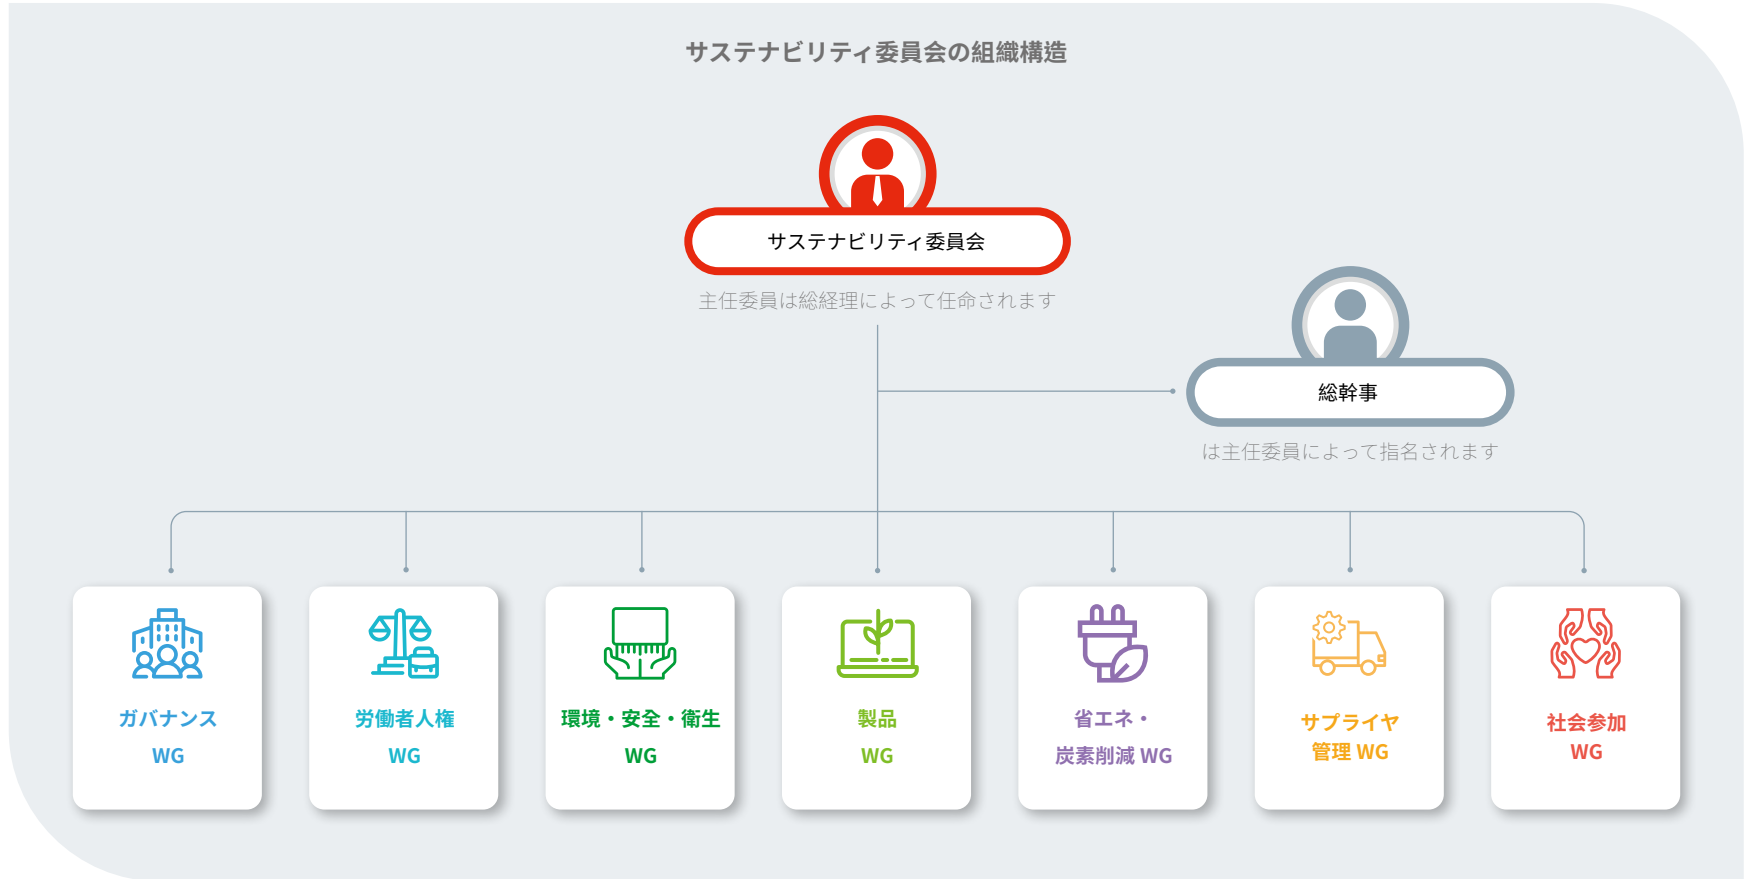 サステナビリティ委員会の組織構造
サステナビリティ委員会
主任委員は総経理によって任命されます
総幹事
は主任委員によって指名されます
ガバナンス
WG
労働者人権
WG
環境・安全・衛生
WG
製品
WG
省エネ・
炭素削減 WG
サプライヤ
管理 WG
社会参加
WG